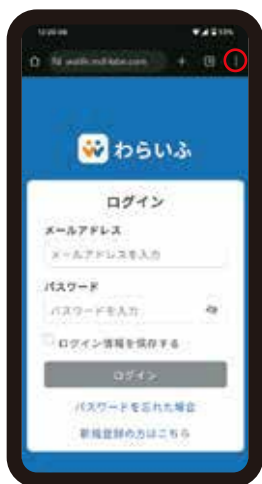 わらいふ
ログイン
メールアドレス
メールアドレスを入力
パスワード
パスワードを入力
ログイン情報を保存する
ログイン
パスワードを忘れた場合
新規登録の方はこちら